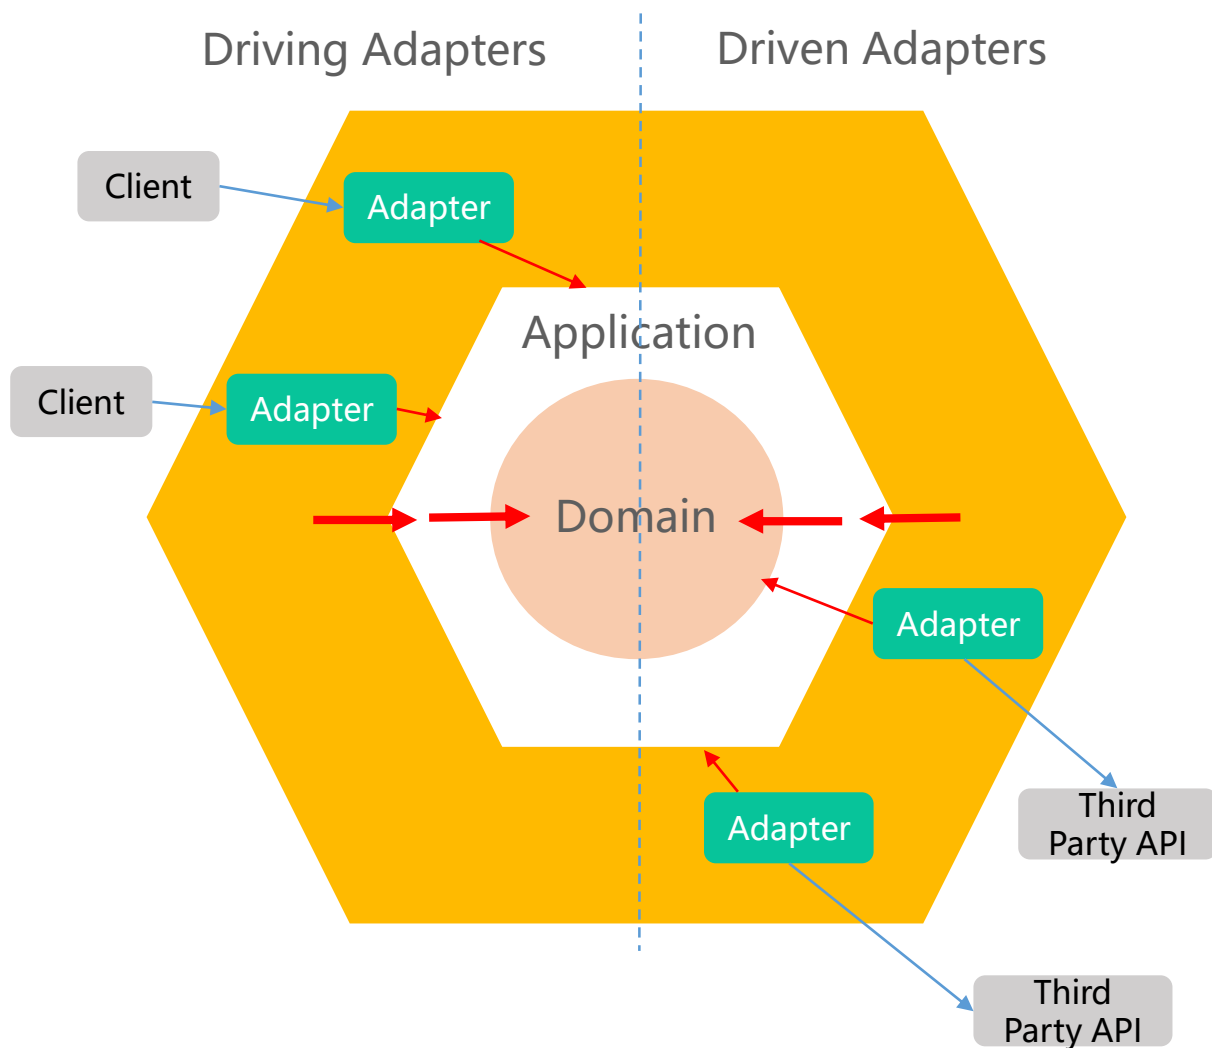 Driving Adapters
Driven Adapters
Client
Adapter
Application
Client
Adapter
Domain
Adapter
Third
Party API
Adapter
Third
Party API